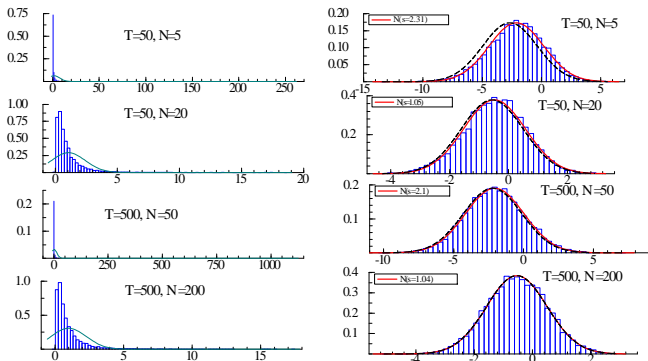 0.75
0.50
0.25
T=50, N=5
0 50 100 150 200 250
1.00
0.75
0.50
0.25
T=50, N=20
0 5 10 15 20
0.2
0.1
T=500, N=50
0 250 500 750 1000
1.0
0.5
T=500, N=200
0 5 10 15
0.20
0.15
0.10
0.05
N(s=2.31)
T=50, N=5
-15 -10 -5 0 5
0.4
0.2
N(s=1.05)
T=50, N=20
-4 -2 0 2
0.2
0.1
N(s=2.1)
T=500, N=50
-10 -5 0 5
0.4
0.3
0.2
0.1
N(s=1.04)
T=500, N=200
-4 -2 0 2